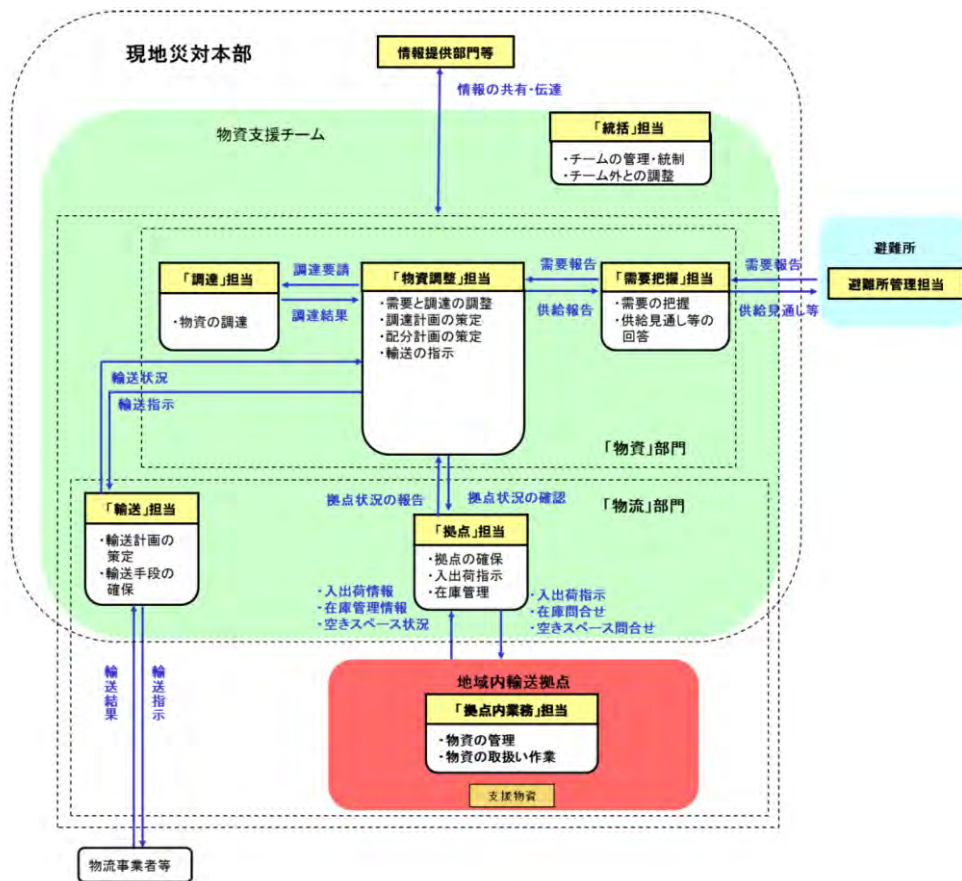 現地災対本部
情報提供部門等
情報の共有・伝達
物資支援チーム
「統括」担当
・チームの管理・統制
・チーム外との調整
避難所
避難所管理担当
「調達」担当
・物資の調達
調達要請
調達結果
「物資調整」担当
・需要と調達の調整
・調達計画の策定
・配分計画の策定
・輸送の指示
需要報告
供給報告
「需要把握」担当
・需要の把握
・供給見通し等の
回答
需要報告
供給見通し等
輸送状況
輸送指示
「物資」部門
拠点状況の報告
拠点状況の確認
「物流」部門
「輸送」担当
・輸送計画の
策定
・輸送手段の
確保
「拠点」担当
・拠点の確保
・入出荷指示
・在庫管理
・入出荷情報
・在庫管理情報
・空きスペース状況
・入出荷指示
・在庫問合せ
・空きスペース問合せ
輸送結果
輸送指示
地域内輸送拠点
「拠点内業務」担当
・物資の管理
・物資の取扱い作業
支援物資
物流事業者等